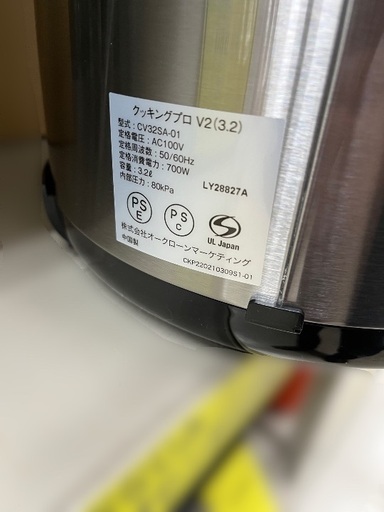 クッキングプロ V2(3.2)
型式：CV32SA-01
定格電圧：AC100V
定格周波数：50/60Hz
定格消費電力：700W
容量：3.2ℓ
内部圧力：80kPa
LY28827A
PS E
PS C
S
UL Japan
株式会社オークローンマーケティング
中国製
CKP220210309S1-01